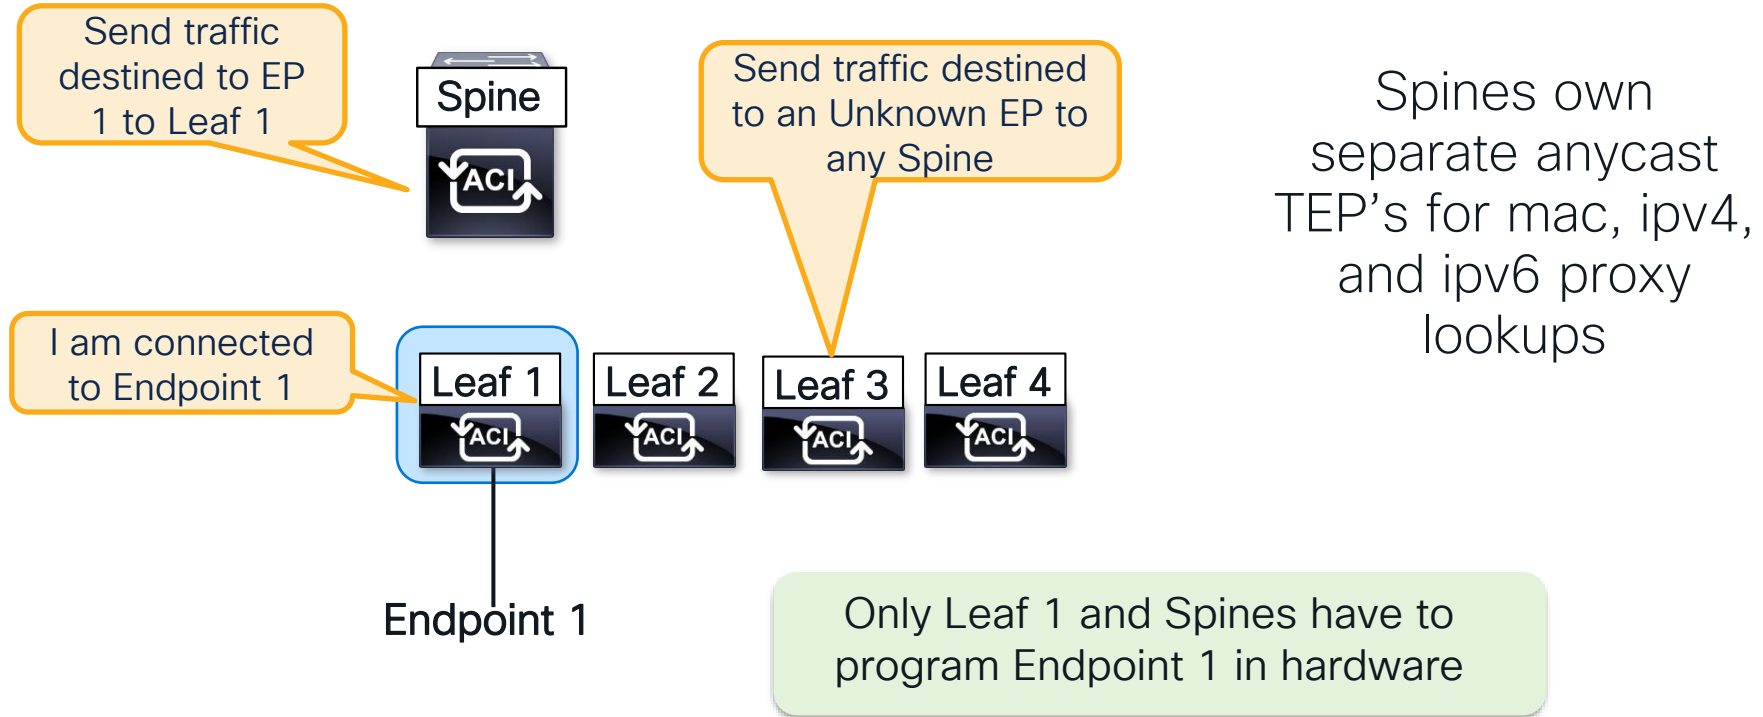 Send traffic
destined to EP
1 to Leaf 1
Spine
ACI
Send traffic destined
to an Unknown EP to
any Spine
Spines own
separate anycast
TEP’s for mac, ipv4,
and ipv6 proxy
lookups
I am connected
to Endpoint 1
Leaf 1
ACI
Leaf 2
ACI
Leaf 3
ACI
Leaf 4
ACI
Endpoint 1
Only Leaf 1 and Spines have to
program Endpoint 1 in hardware